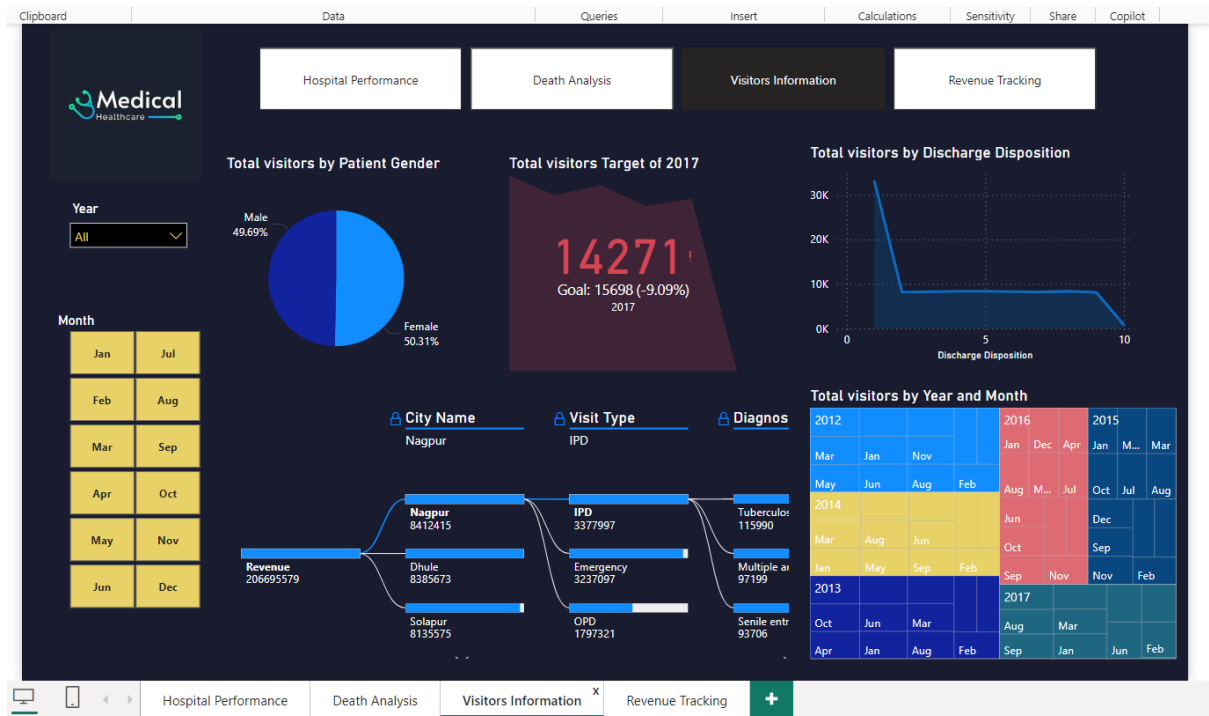 Clipboard Data Queries Insert Calculations Sensitivity Share Copilot
Medical
Healthcare
Hospital Performance Death Analysis Visitors Information Revenue Tracking
Year
All
Month
Jan Jul
Feb Aug
Mar Sep
Apr Oct
May Nov
Jun Dec
Total visitors by Patient Gender
Male
49.69%
Female
50.31%
Total visitors Target of 2017
14271!
Goal: 15698 (-9.09%)
2017
Total visitors by Discharge Disposition
30K
20K
10K
0K
0 5 10
Discharge Disposition
City Name Visit Type Diagnos
Nagpur IPD
Revenue
206695579
Nagpur
8412415
Dhule
8385673
Solapur
8135575
IPD
3377997
Emergency
3237097
OPD
1797321
Tuberculos
115990
Multiple ar
97199
Senile entr
93706
Total visitors by Year and Month
2012
Mar Jan Nov
May Jun Aug Feb
2014
Mar Aug Jun
Jan May Sep Feb
2013
Oct Jun Mar
Apr Jan Aug Feb
2016
Jan Dec Apr
Aug M... Jul
Jun
Oct
Sep Nov
2015
Jan M... Mar
Oct Jul Aug
Dec
Sep
Nov Feb
2017
Aug Mar
Sep Jan Jun Feb
Hospital Performance Death Analysis Visitors Information x Revenue Tracking +